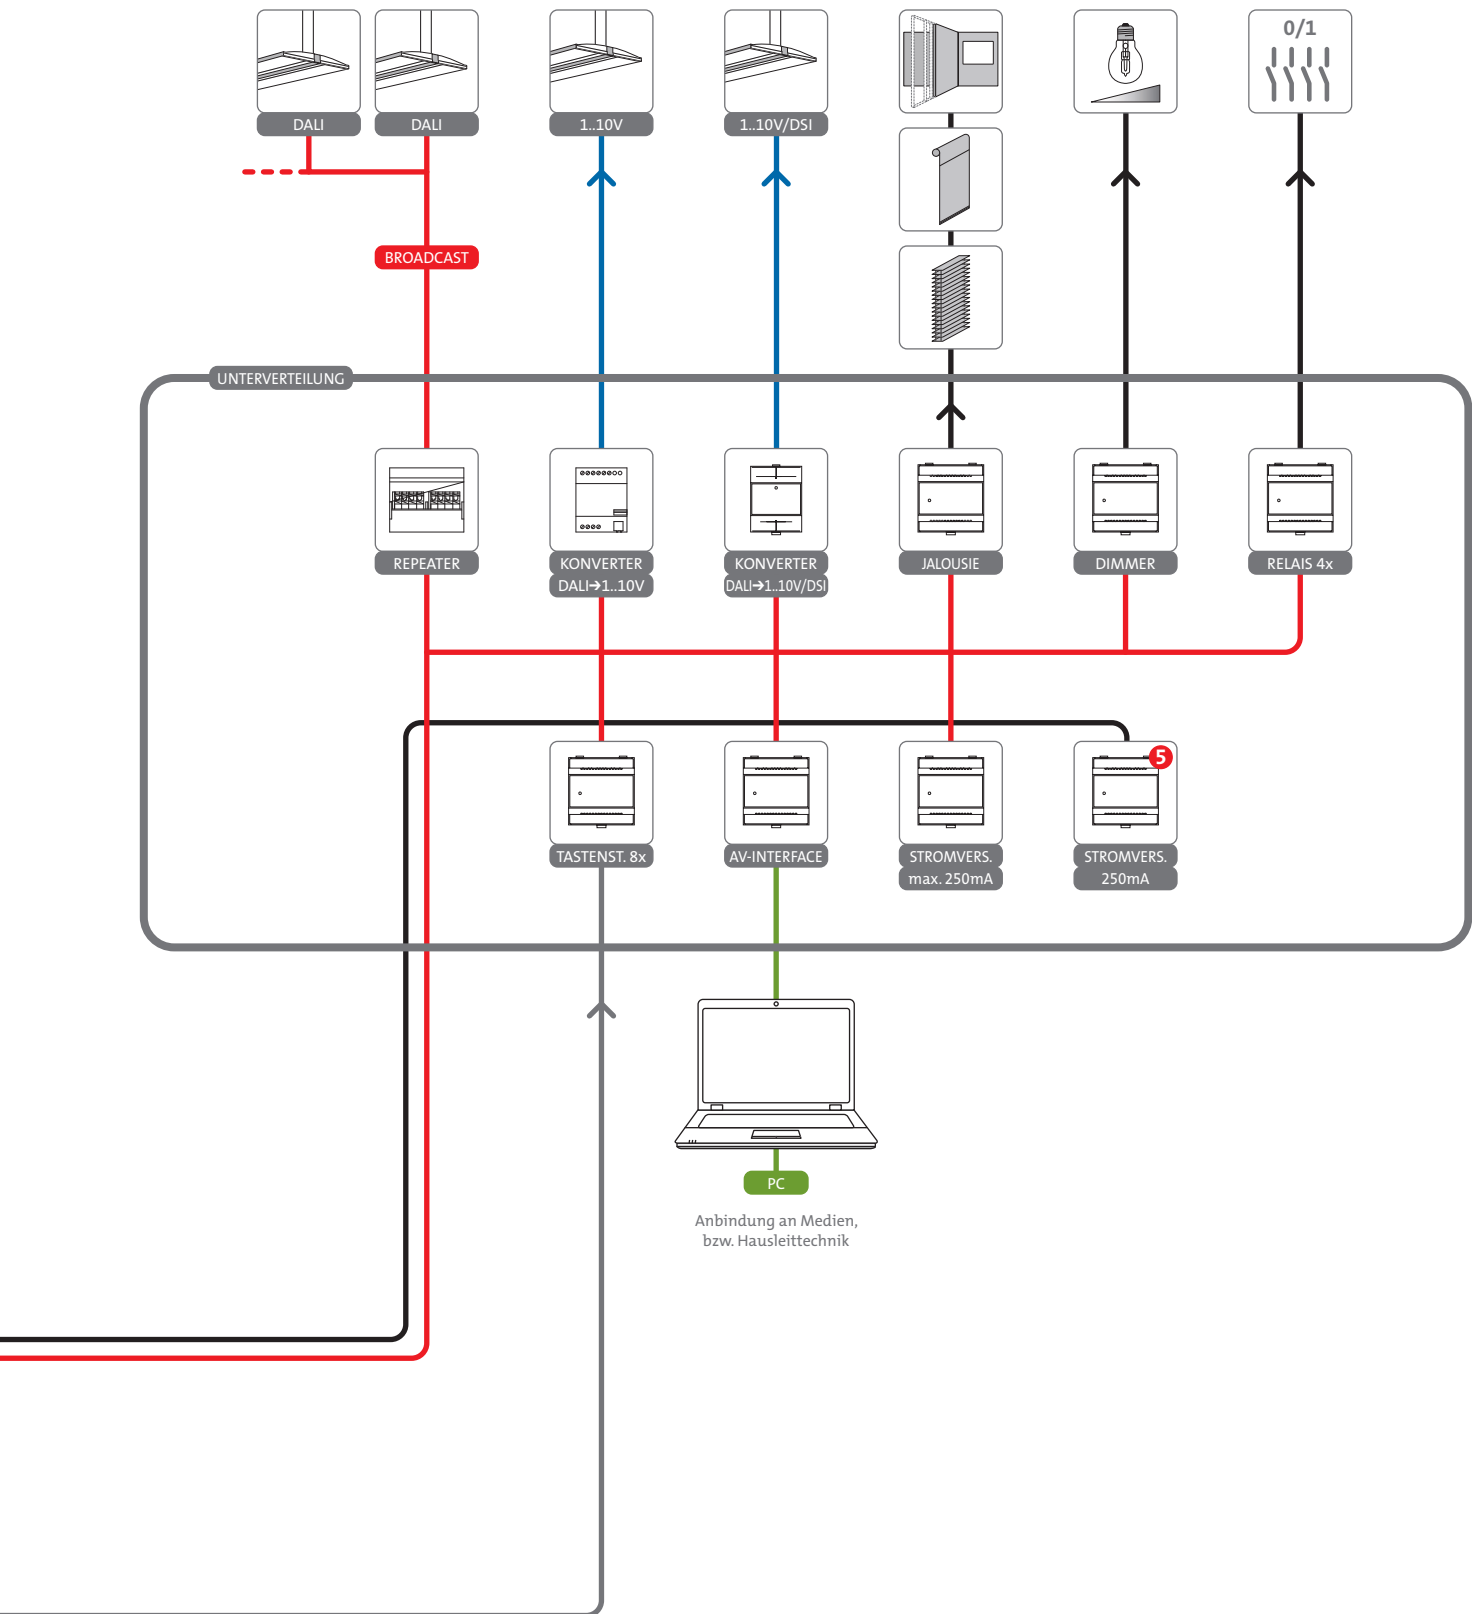 0/1
DALI
DALI
1..10V
1..10V/DSI
BROADCAST
UNTERVERTEILUNG
REPEATER
KONVERTER
DALI➔1..10V
KONVERTER
DALI➔1..10V/DSI
JALOUSIE
DIMMER
RELAIS 4x
5
TASTENST. 8x
AV-INTERFACE
STROMVERS.
max. 250mA
STROMVERS.
250mA
PC
Anbindung an Medien,
bzw. Hausleittechnik